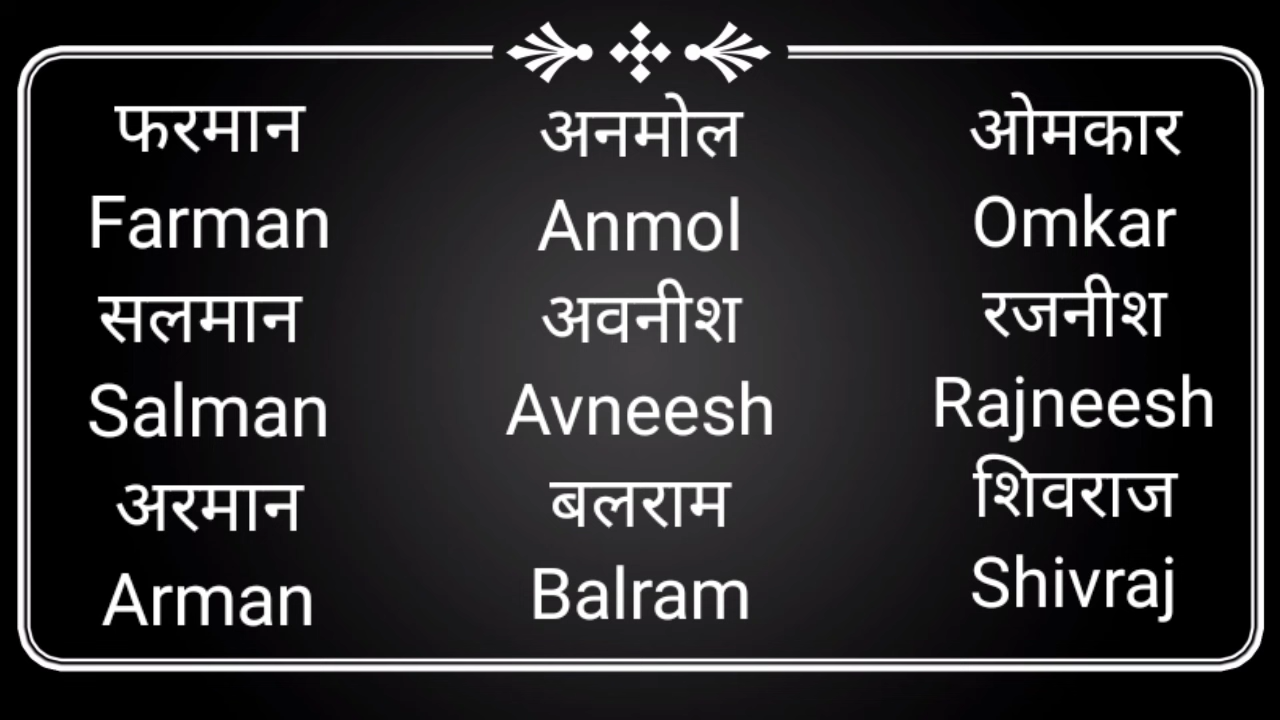 फरमान अनमोल ओमकार
Farman Anmol Omkar
सलमान अवनीश रजनीश
Salman Avneesh Rajneesh
अरमान बलराम शिवराज
Arman Balram Shivraj